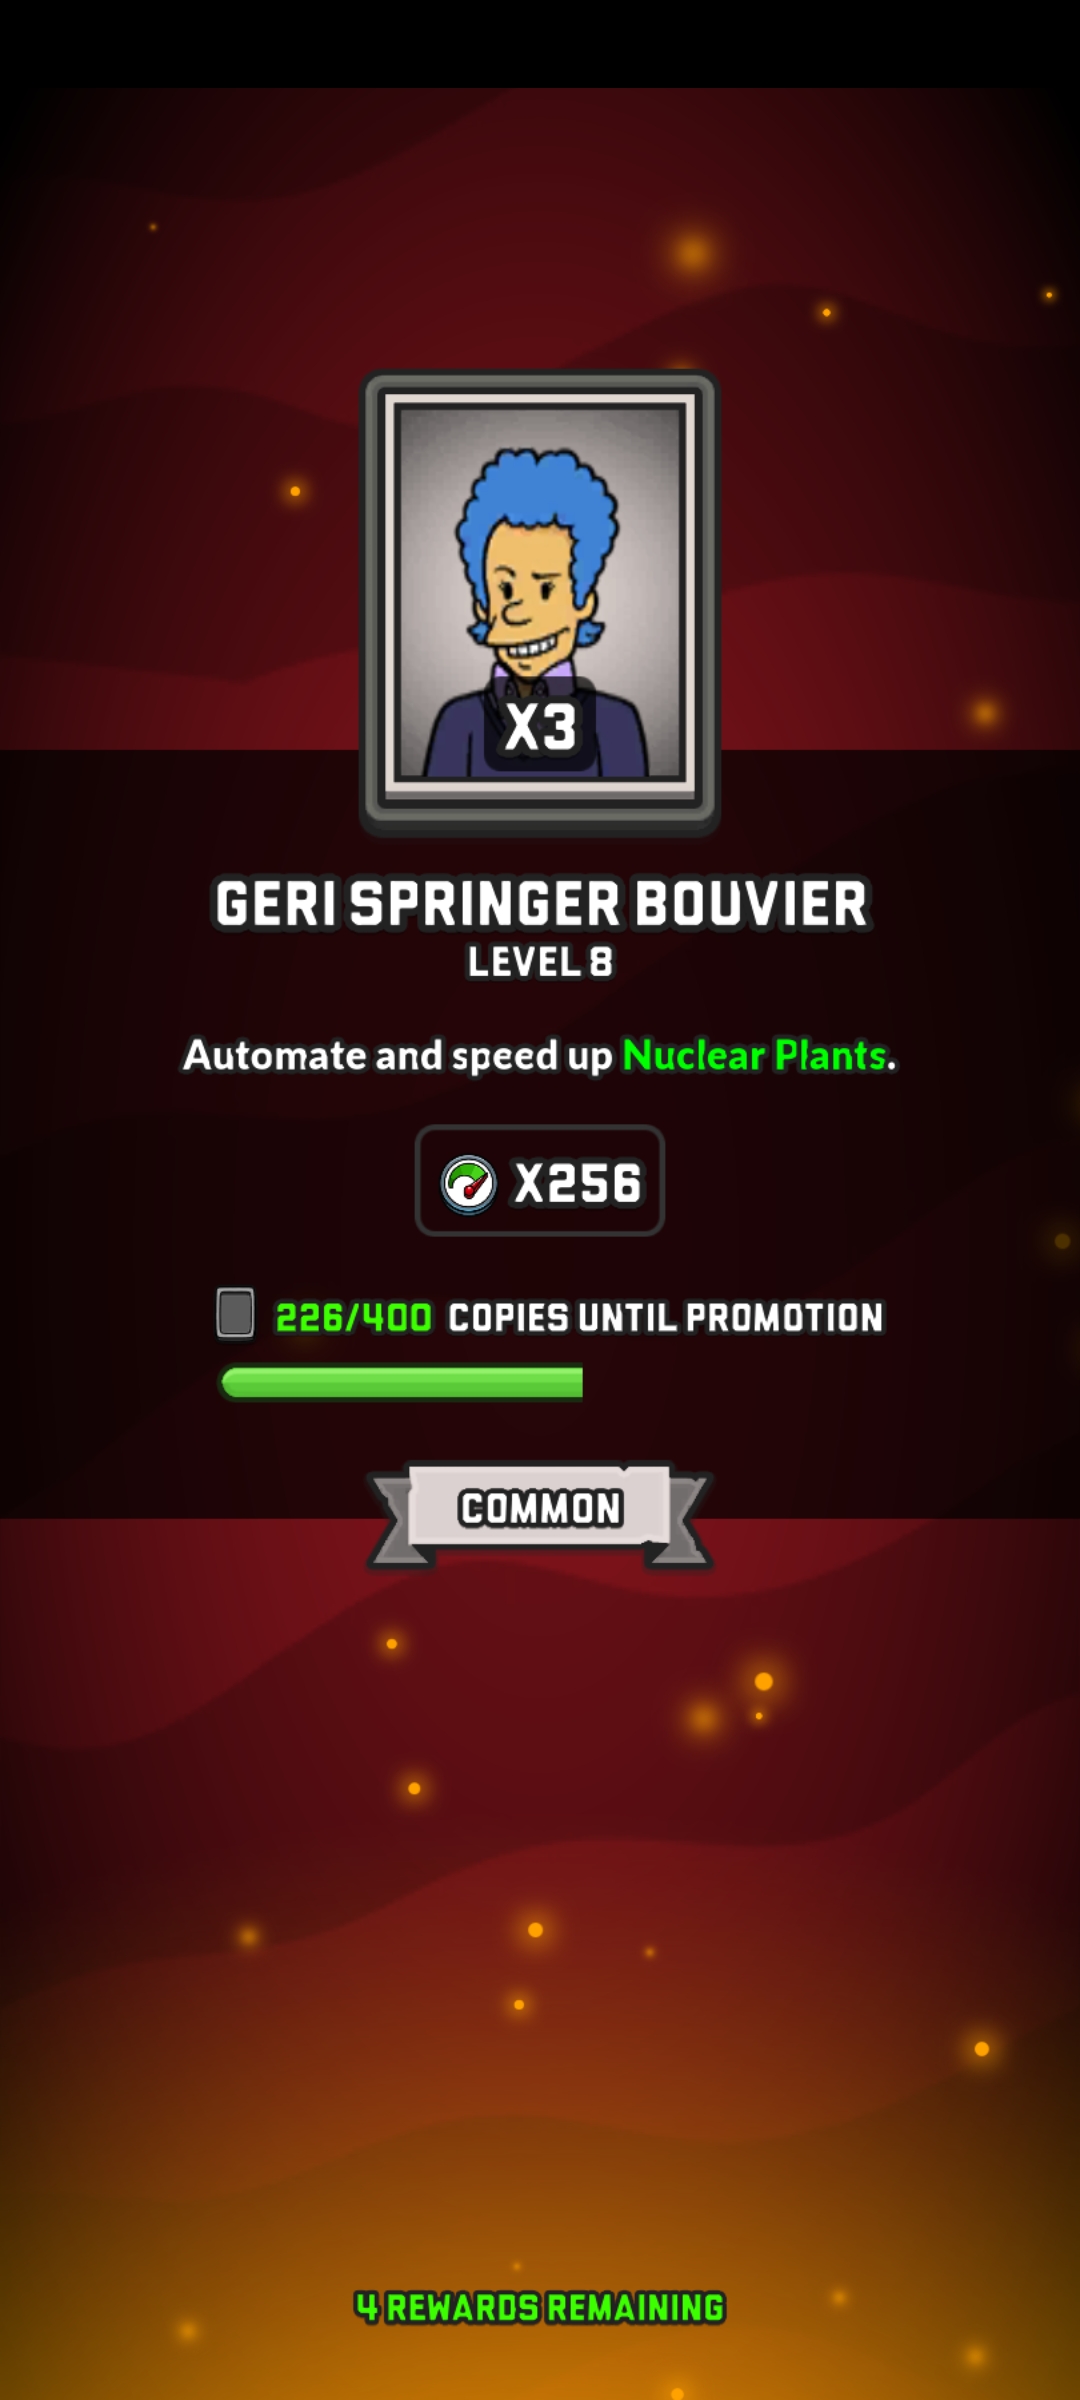 X3
GERI SPRINGER BOUVIER
LEVEL 8
Automate and speed up Nuclear Plants.
X256
226/400 COPIES UNTIL PROMOTION
COMMON
4 REWARDS REMAINING